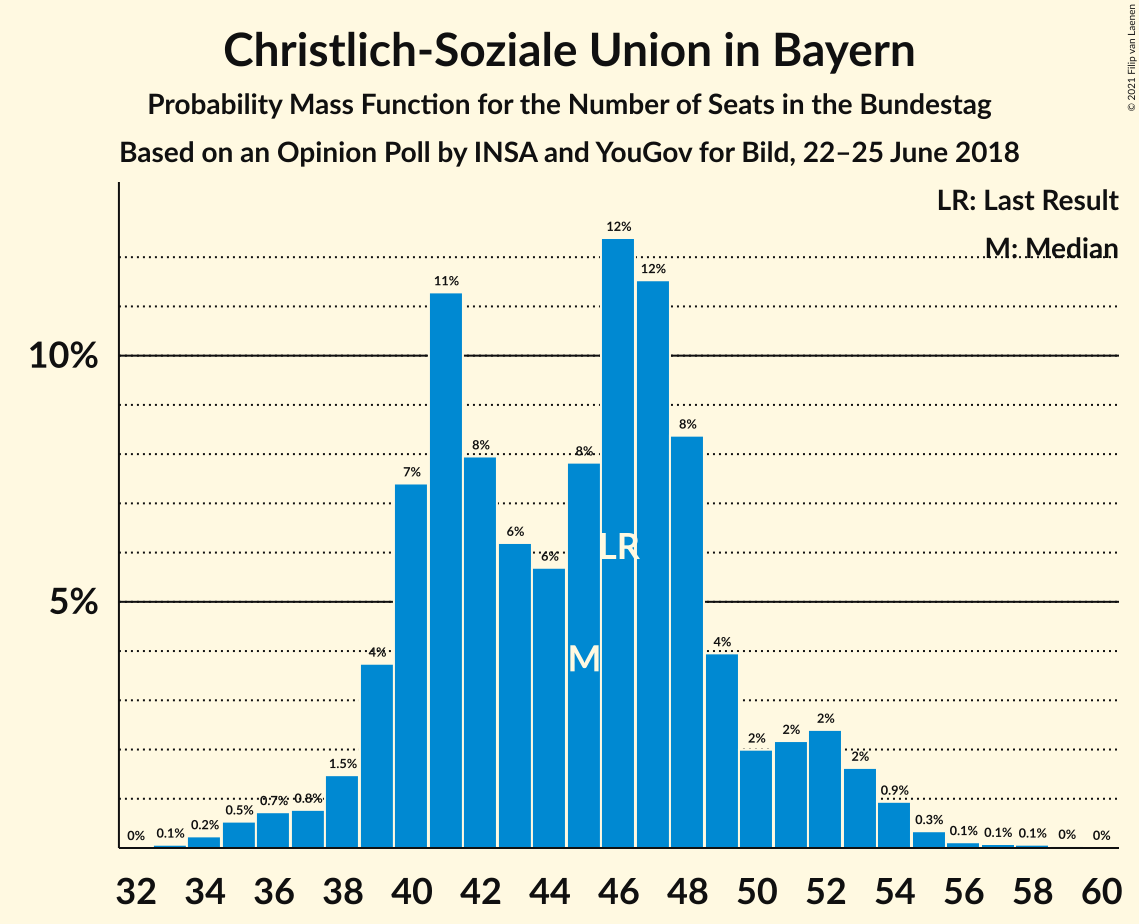 Christlich-Soziale Union in Bayern
Probability Mass Function for the Number of Seats in the Bundestag
Based on an Opinion Poll by INSA and YouGov for Bild, 22–25 June 2018
© 2021 Filip van Laenen
LR: Last Result
M: Median
10%
5%
0% 0.1% 0.2% 0.5% 0.7% 0.8% 1.5% 4% 7% 11% 8% 6% 6% 8% 12% 12% 8% 4% 2% 2% 2% 2% 0.9% 0.3% 0.1% 0.1% 0.1% 0% 0%
LR
M
32 34 36 38 40 42 44 46 48 50 52 54 56 58 60